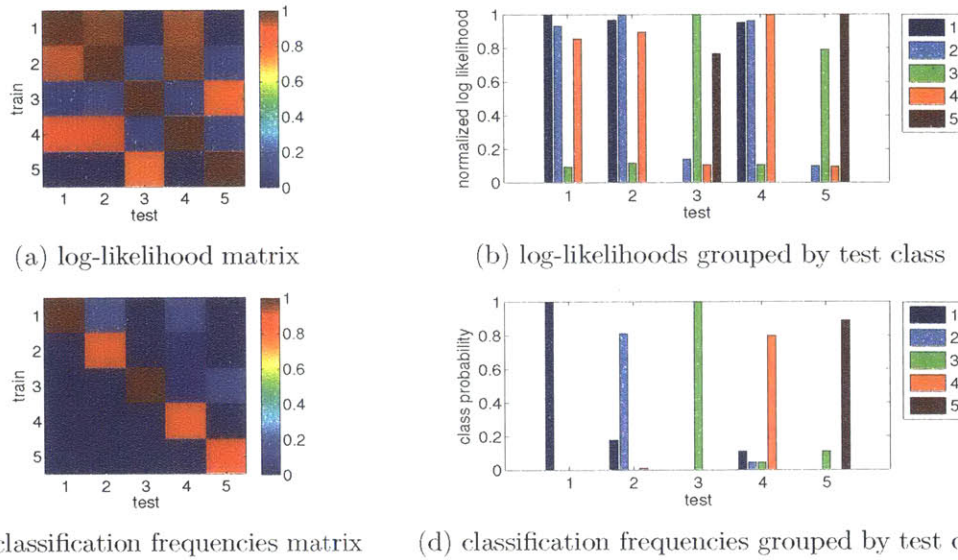 1
2
3
4
5
train
1 2 3 4 5
test
1
0.8
0.6
0.4
0.2
0
(a) log-likelihood matrix
1
0.8
0.6
0.4
0.2
0
normalized log likelihood
1 2 3 4 5
test
1
2
3
4
5
(b) log-likelihoods grouped by test class
1
2
3
4
5
train
1 2 3 4 5
test
1
0.8
0.6
0.4
0.2
0
classification frequencies matrix
1
0.8
0.6
0.4
0.2
0
class probability
1 2 3 4 5
test
1
2
3
4
5
(d) classification frequencies grouped by test c